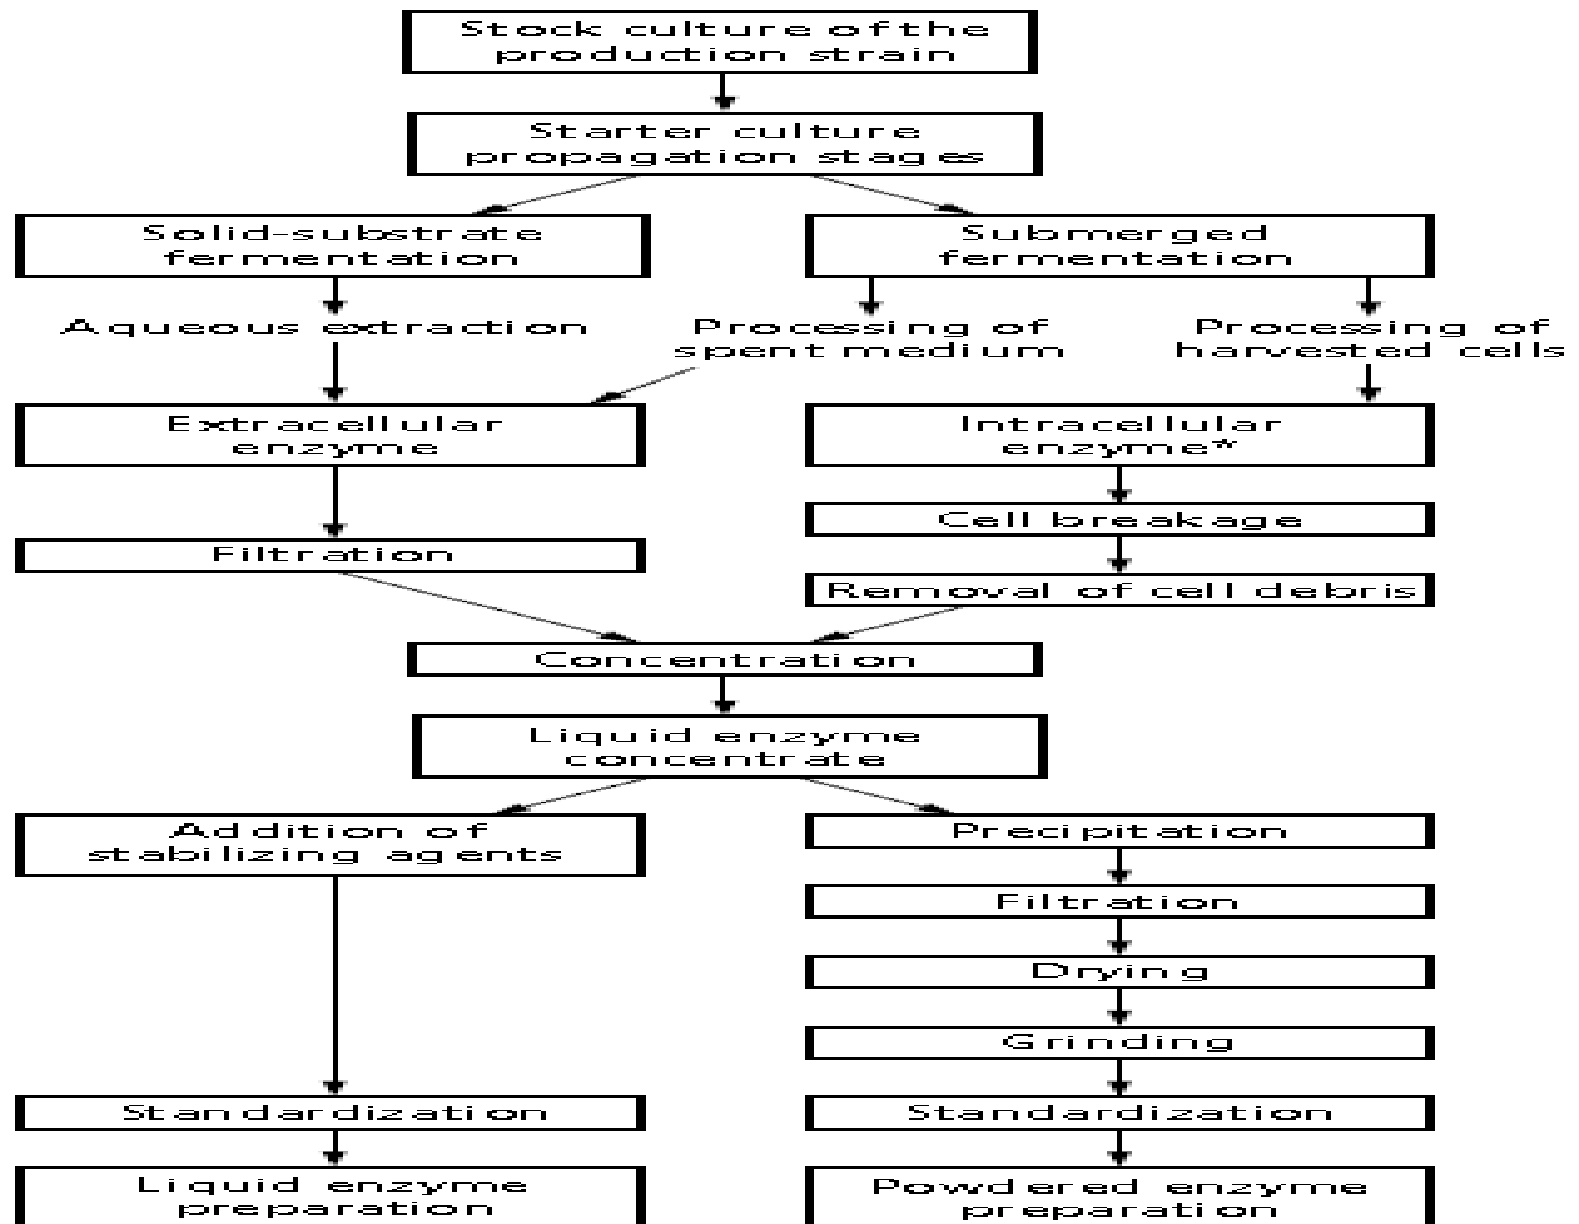 Stock culture of the
production strain
Starter culture
propagation stages
Solid-substrate
fermentation
Submerged
fermentation
Aqueous extraction
Processing of
spent medium
Processing of
harvested cells
Extracellular
enzyme
Intracellular
enzyme*
Cell breakage
Filtration
Removal of cell debris
Concentration
Liquid enzyme
concentrate
Addition of
stabilizing agents
Precipitation
Filtration
Drying
Grinding
Standardization
Standardization
Liquid enzyme
preparation
Powdered enzyme
preparation